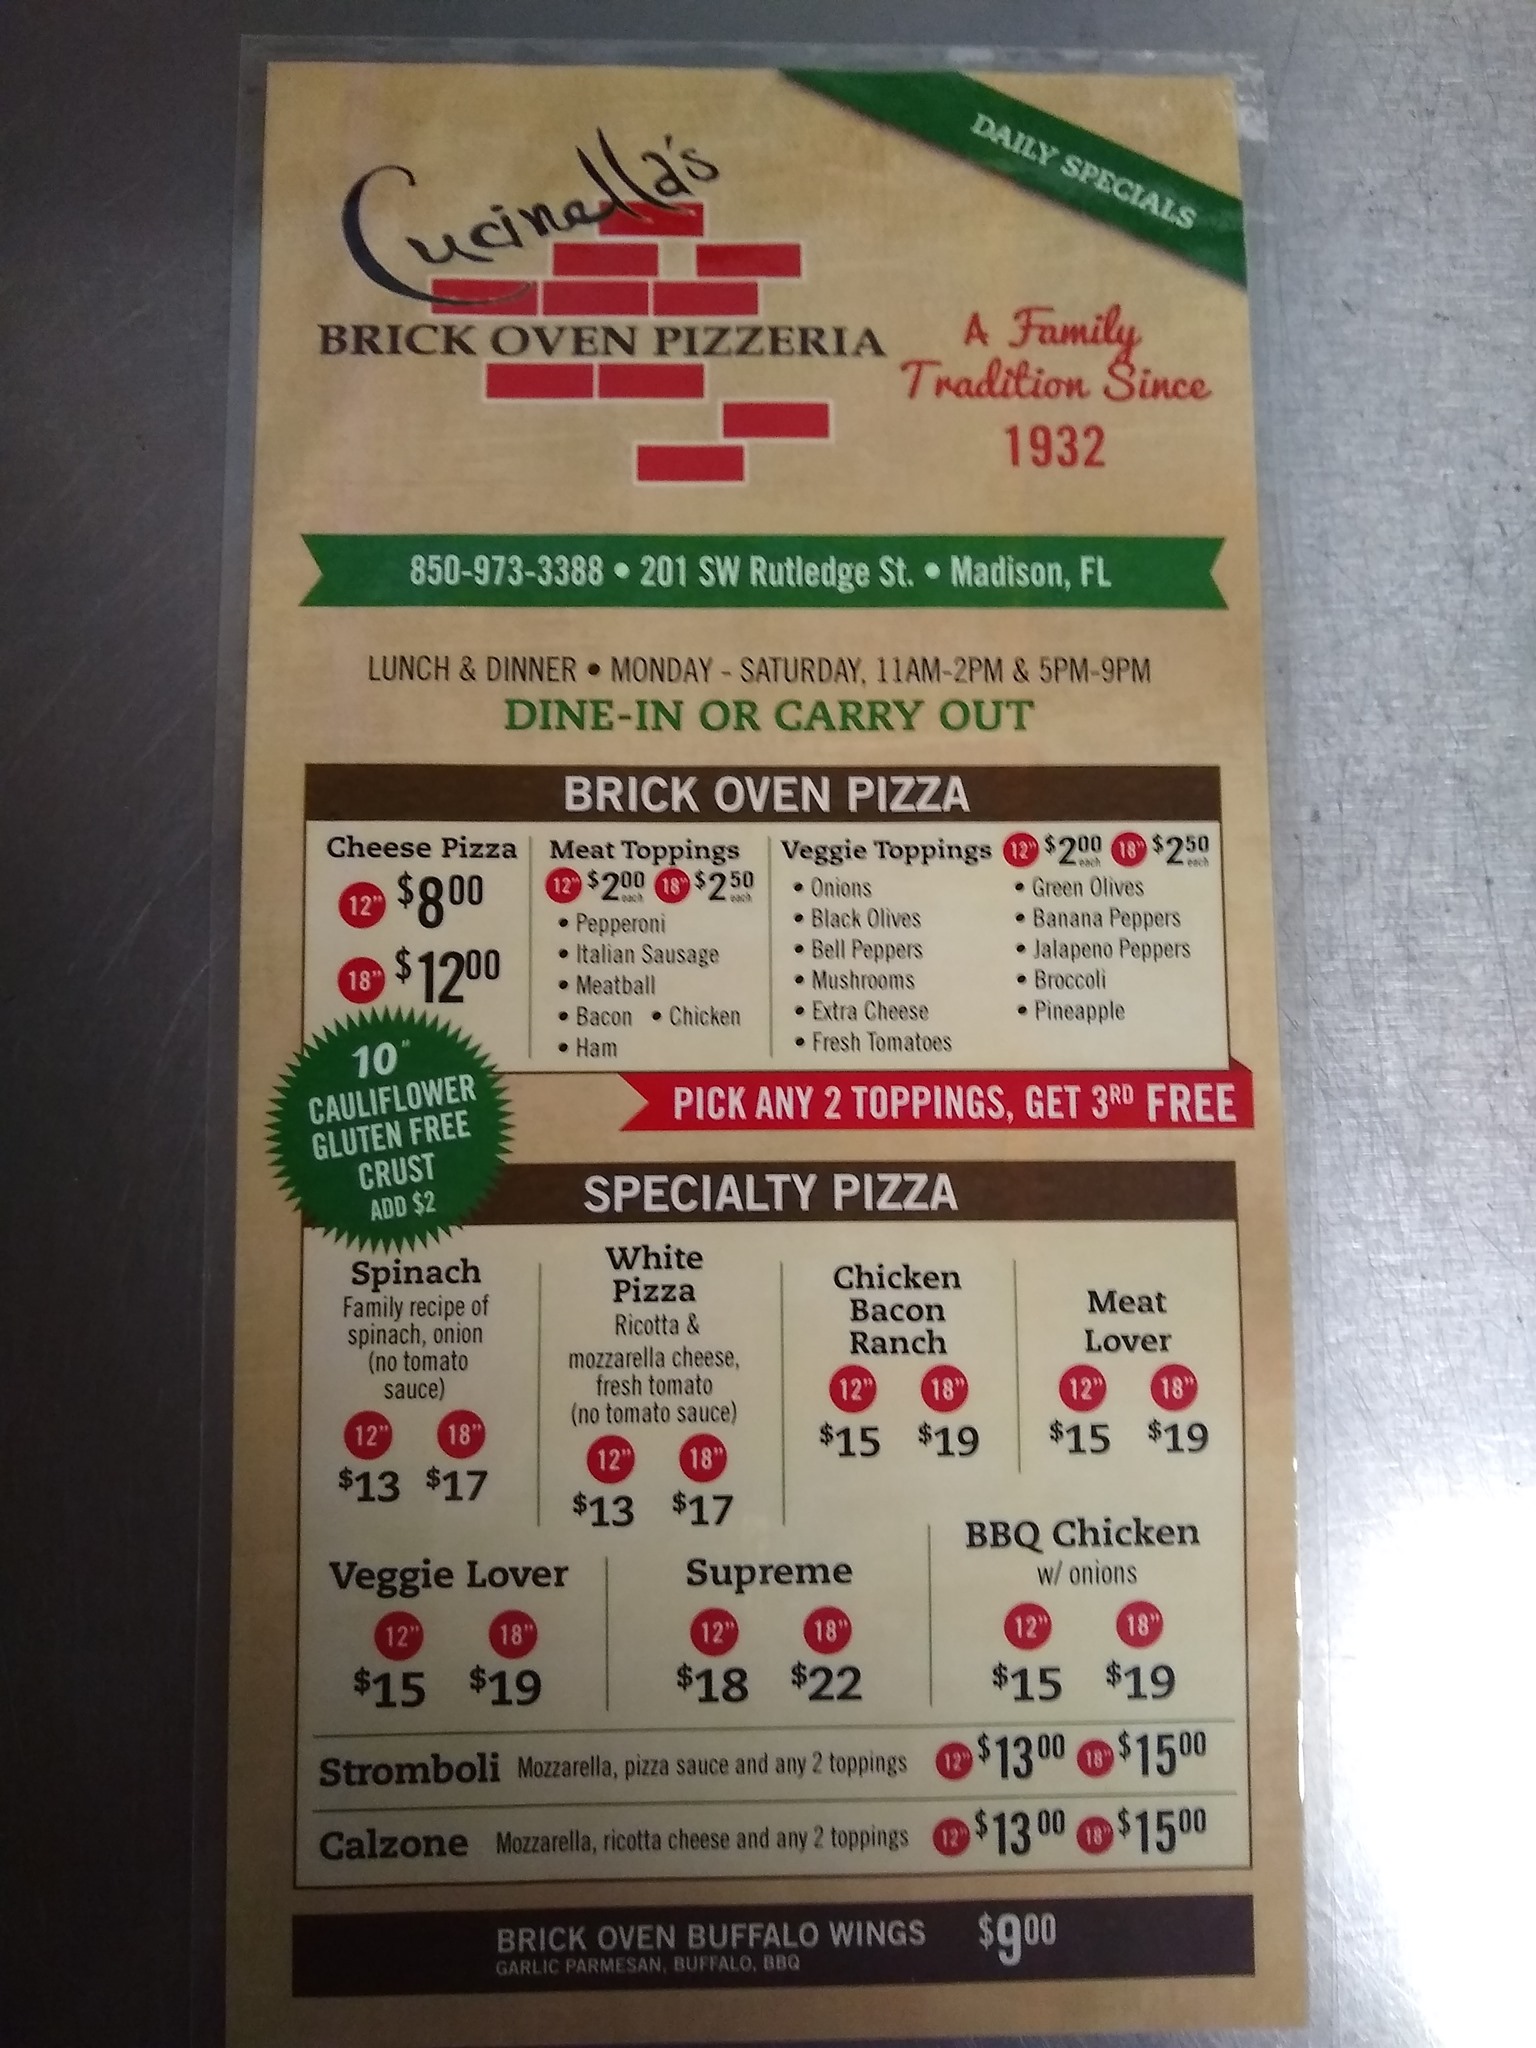 DAILY SPECIALS
Cucinella's
BRICK OVEN PIZZERIA
A Family
Tradition Since
1932
850-973-3388 • 201 SW Rutledge St. • Madison, FL
LUNCH & DINNER • MONDAY - SATURDAY, 11AM-2PM & 5PM-9PM
DINE-IN OR CARRY OUT
BRICK OVEN PIZZA
Cheese Pizza
12" $8.00
18" $12.00
Meat Toppings
12" $2.00 each 18" $2.50 each
• Pepperoni
• Italian Sausage
• Meatball
• Bacon • Chicken
• Ham
Veggie Toppings 12" $2.00 each 18" $2.50 each
• Onions
• Black Olives
• Bell Peppers
• Mushrooms
• Extra Cheese
• Fresh Tomatoes
• Green Olives
• Banana Peppers
• Jalapeno Peppers
• Broccoli
• Pineapple
10"
CAULIFLOWER
GLUTEN FREE
CRUST
ADD $2
PICK ANY 2 TOPPINGS, GET 3RD FREE
SPECIALTY PIZZA
Spinach
Family recipe of
spinach, onion
(no tomato
sauce)
12" 18"
$13 $17
White
Pizza
Ricotta &
mozzarella cheese,
fresh tomato
(no tomato sauce)
12" 18"
$13 $17
Chicken
Bacon
Ranch
12" 18"
$15 $19
Meat
Lover
12" 18"
$15 $19
Veggie Lover
12" 18"
$15 $19
Supreme
12" 18"
$18 $22
BBQ Chicken
w/ onions
12" 18"
$15 $19
Stromboli Mozzarella, pizza sauce and any 2 toppings 12" $13.00 18" $15.00
Calzone Mozzarella, ricotta cheese and any 2 toppings 12" $13.00 18" $15.00
BRICK OVEN BUFFALO WINGS $9.00
GARLIC PARMESAN, BUFFALO, BBQ